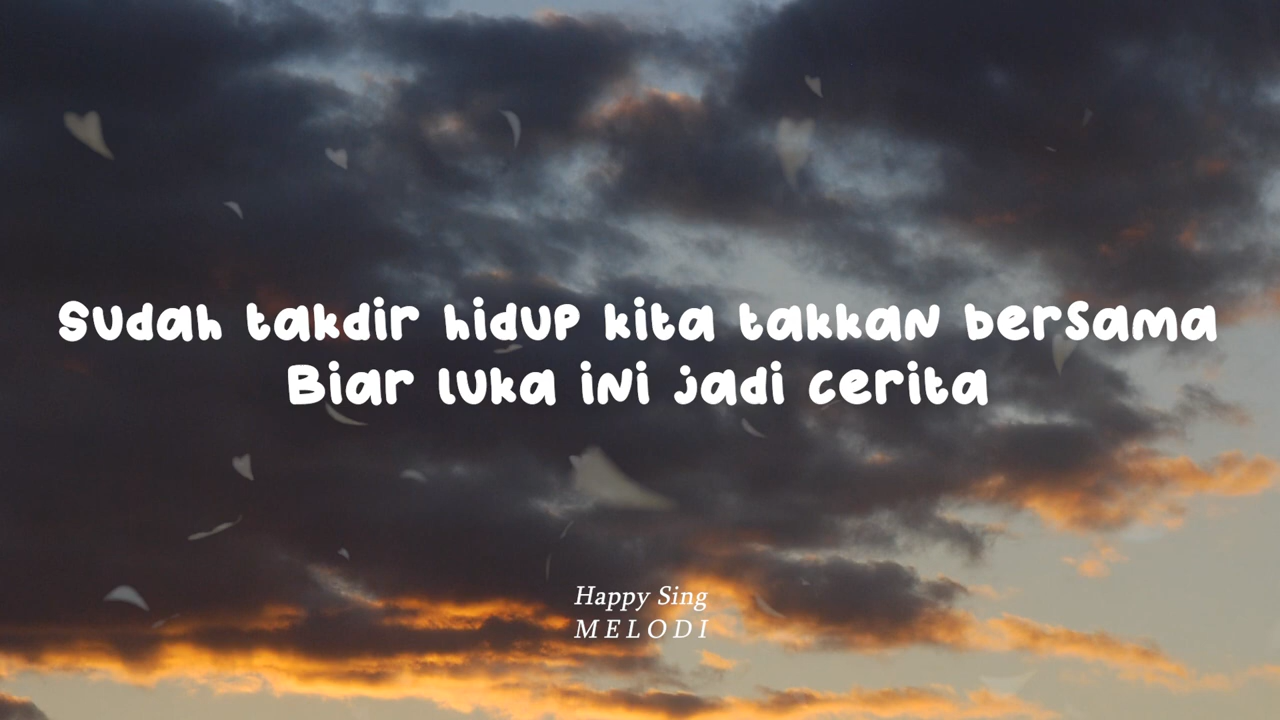 Sudah takdir hidup kita takkan bersama
Biar luka ini jadi cerita
Happy Sing
MELODI